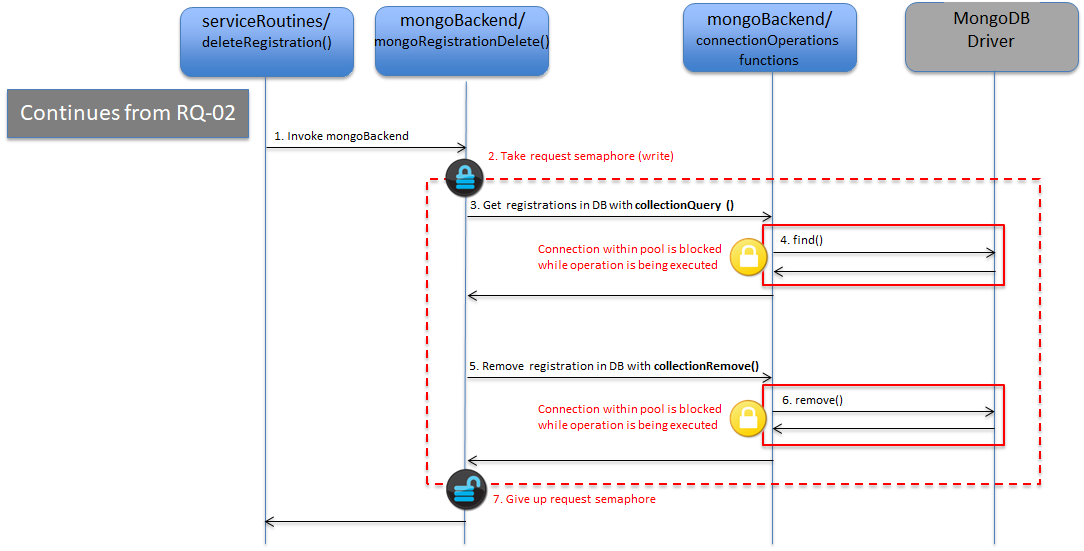 serviceRoutines/
deleteRegistration()
mongoBackend/
mongoRegistrationDelete()
mongoBackend/
connectionOperations
functions
MongoDB
Driver
Continues from RQ-02
1. Invoke mongoBackend
2. Take request semaphore (write)
3. Get registrations in DB with collectionQuery ()
4. find()
Connection within pool is blocked
while operation is being executed
5. Remove registration in DB with collectionRemove()
6. remove()
Connection within pool is blocked
while operation is being executed
7. Give up request semaphore